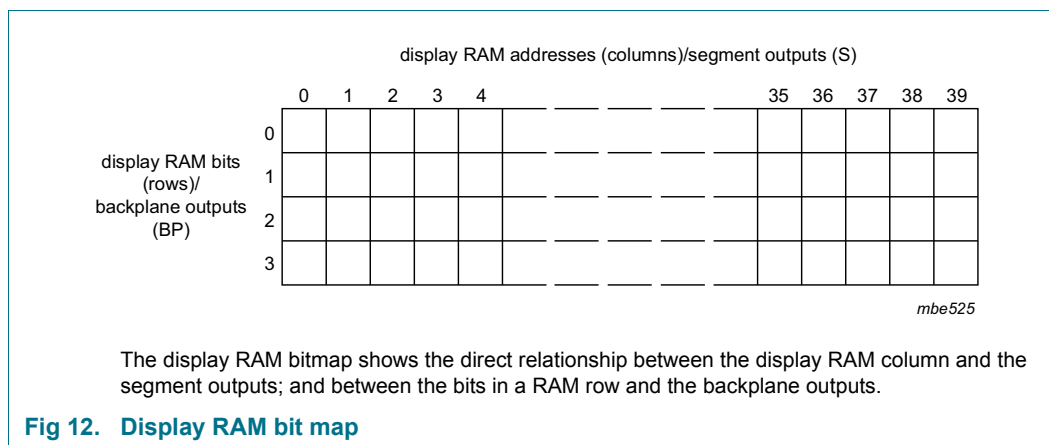 display RAM addresses (columns)/segment outputs (S)
0 1 2 3 4 35 36 37 38 39
0
display RAM bits
(rows)/
1
backplane outputs
(BP)
2
3
mbe525
The display RAM bitmap shows the direct relationship between the display RAM column and the
segment outputs; and between the bits in a RAM row and the backplane outputs.
Fig 12. Display RAM bit map